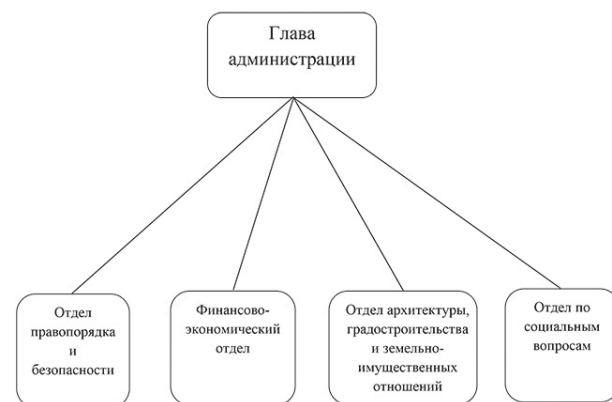 Глава
администрации
Отдел
правопорядка
и
безопасности
Финансово-
экономический
отдел
Отдел архитектуры,
градостроительства
и земельно-
имущественных
отношений
Отдел по
социальным
вопросам